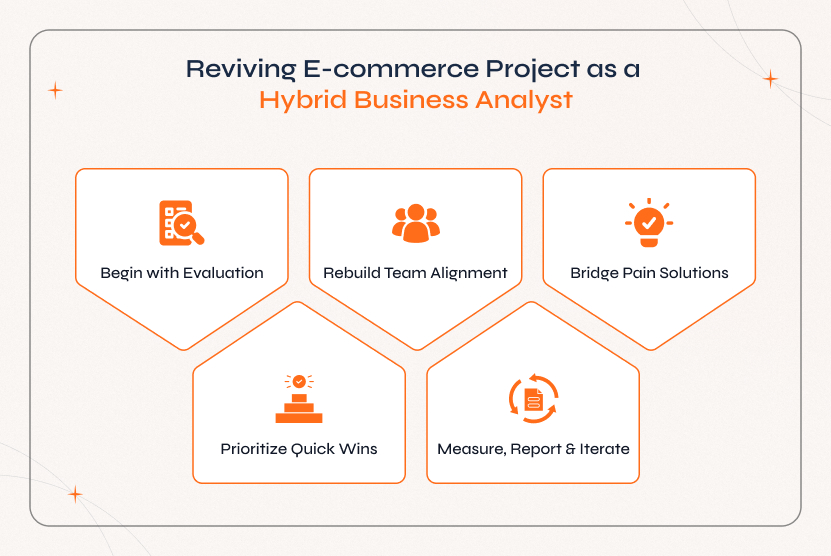 Reviving E-commerce Project as a
Hybrid Business Analyst
Begin with Evaluation
Rebuild Team Alignment
Bridge Pain Solutions
Prioritize Quick Wins
Measure, Report & Iterate